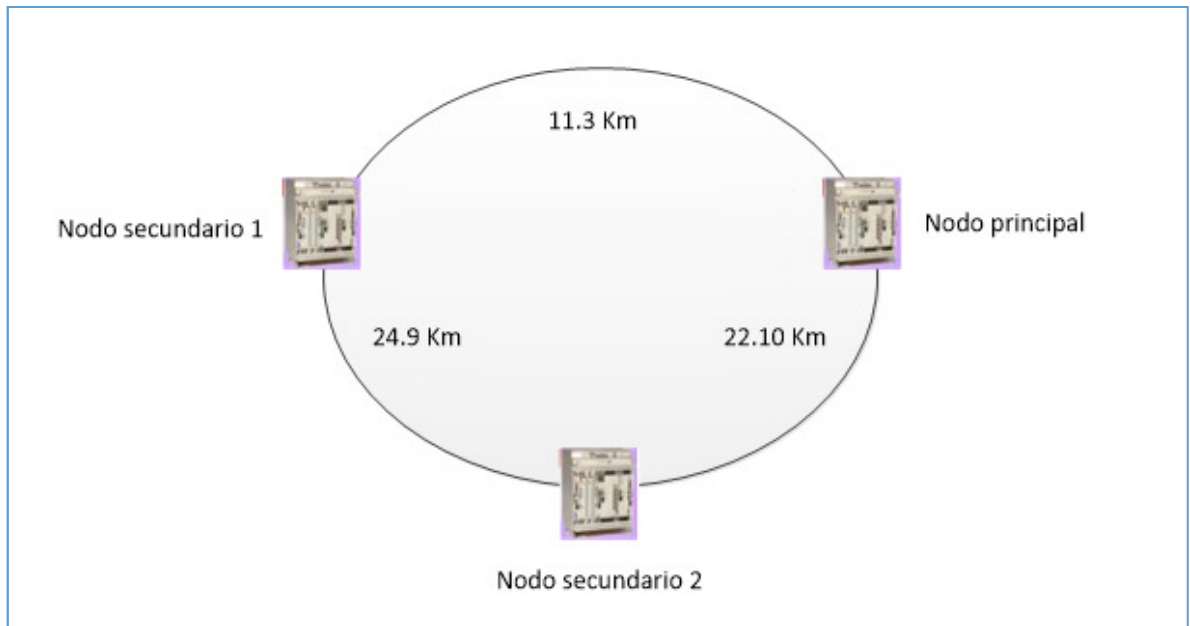 11.3 Km
Nodo secundario 1
Nodo principal
24.9 Km
22.10 Km
Nodo secundario 2